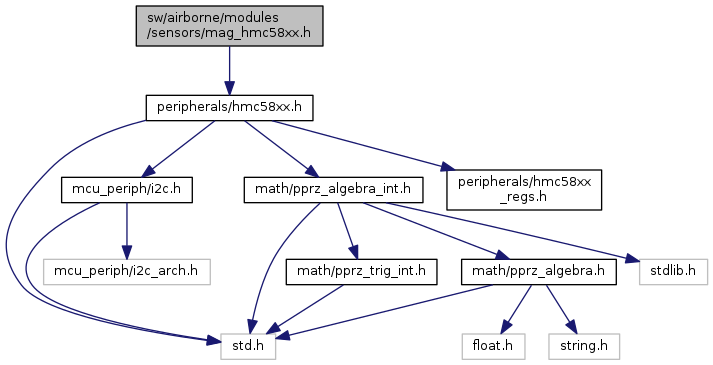 sw/airborne/modules
/sensors/mag_hmc58xx.h
peripherals/hmc58xx.h
mcu_periph/i2c.h
math/pprz_algebra_int.h
peripherals/hmc58xx
_regs.h
mcu_periph/i2c_arch.h
math/pprz_trig_int.h
math/pprz_algebra.h
stdlib.h
std.h
float.h
string.h